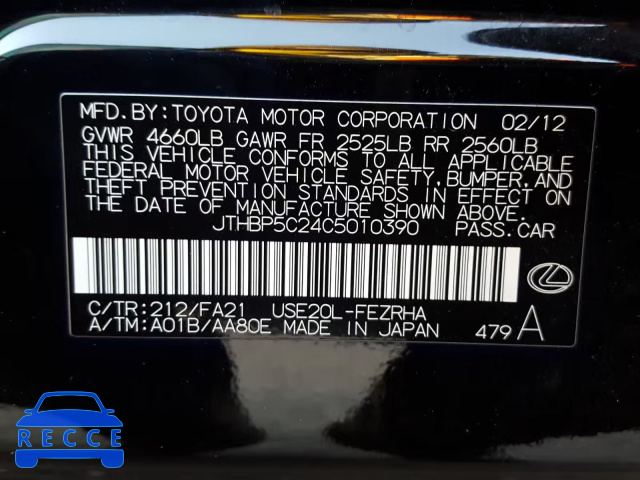 MFD.BY:TOYOTA MOTOR CORPORATION 02/12
GVWR 4660LB GAWR FR 2525LB RR 2560LB
THIS VEHICLE CONFORMS TO ALL APPLICABLE
FEDERAL MOTOR VEHICLE SAFETY,BUMPER,AND
THEFT PREVENTION STANDARDS IN EFFECT ON
THE DATE OF MANUFACTURE SHOWN ABOVE.
JTHBP5C24C5010390 PASS.CAR
C/TR:212/FA21 USE20L-FEZRHA
A/TM:A01B/AA80E MADE IN JAPAN 479 A
RECCE